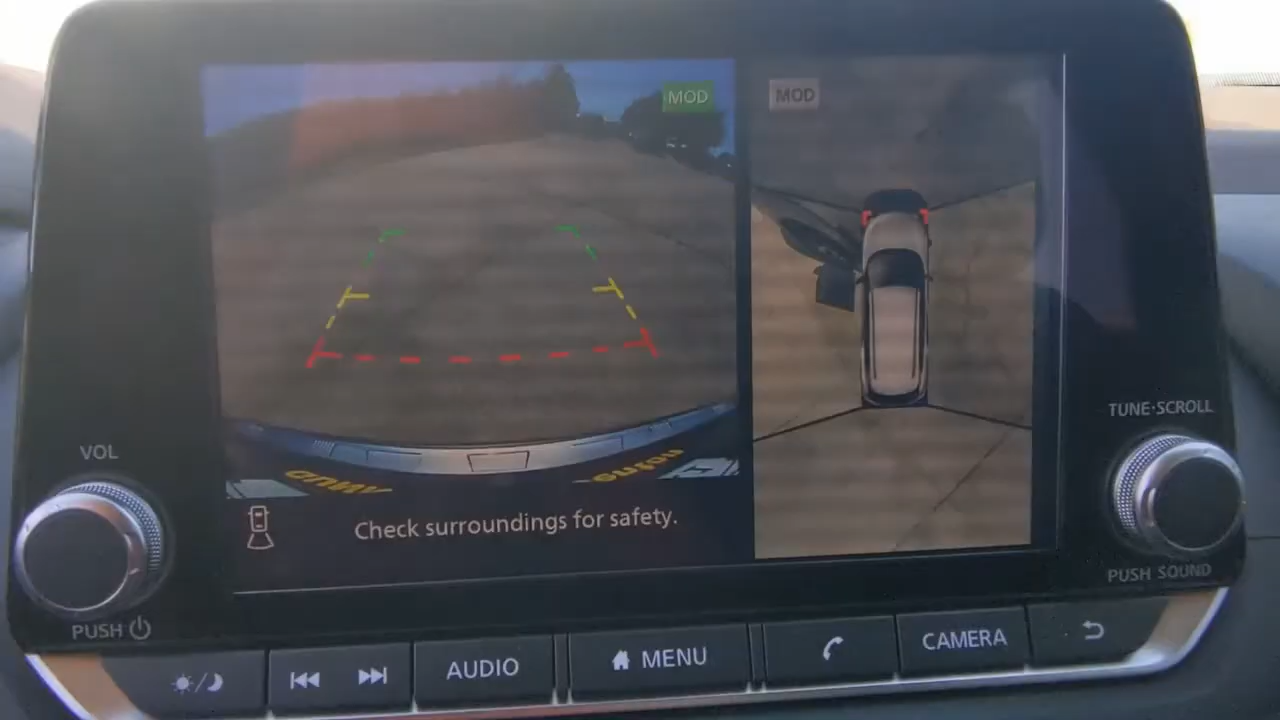 MOD
MOD
Check surroundings for safety.
VOL
PUSH
TUNE·SCROLL
PUSH SOUND
AUDIO
MENU
CAMERA